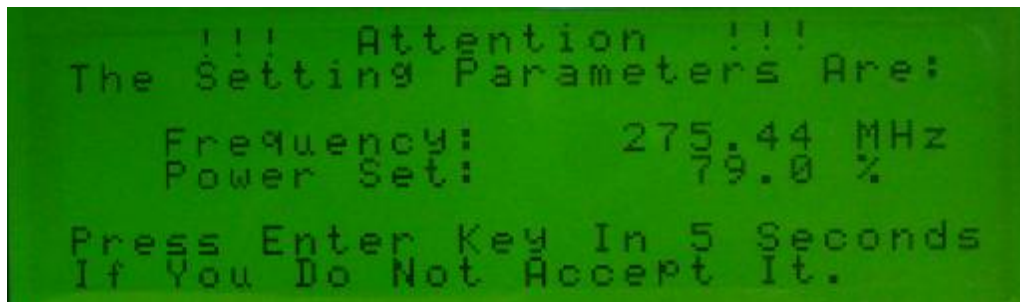 !!! Attention !!!
The Setting Parameters Are:
Frequency: 275.44 MHz
Power Set: 79.0 %
Press Enter Key In 5 Seconds
If You Do Not Accept It.